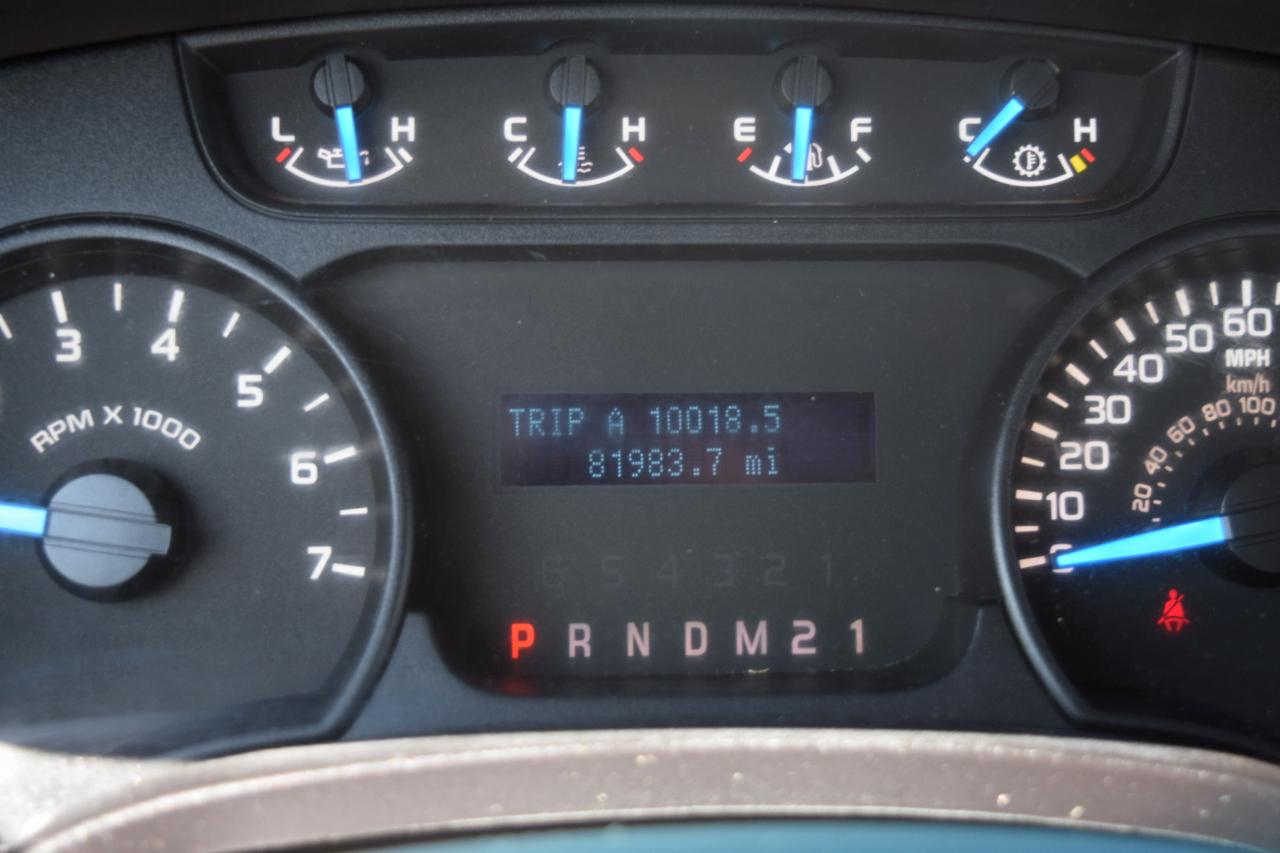 L H C H E F C H
3 4 5 6 7
RPM X 1000
TRIP A 10018.5
81983.7 mi
6 5 4 3 2 1
P R N D M 2 1
10 20 30 40 50 60
MPH
km/h
20 40 60 80 100